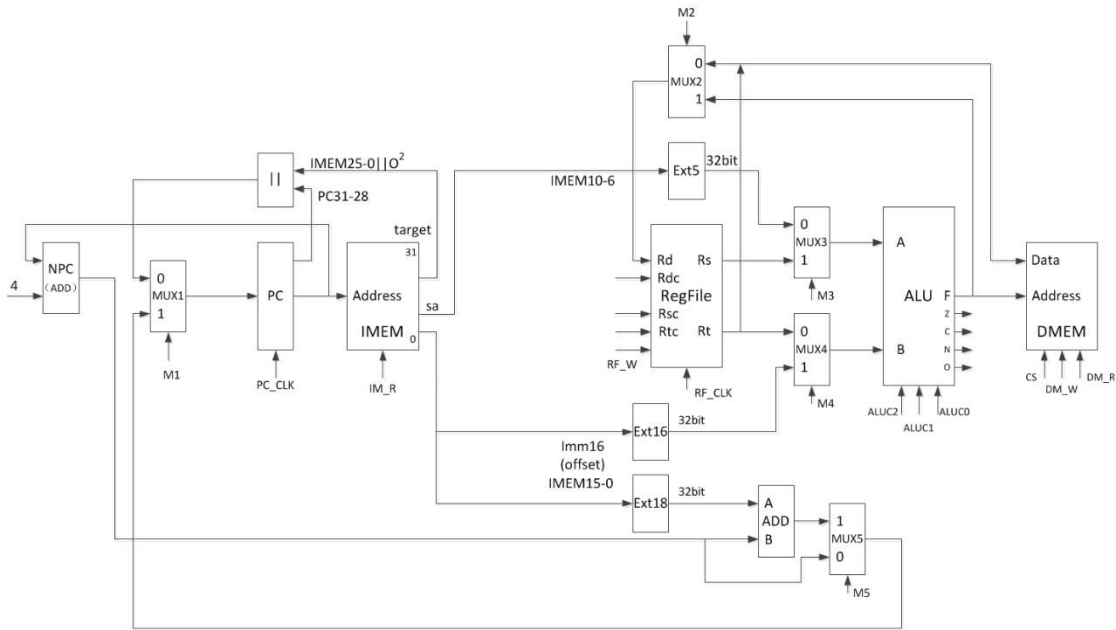 M2
0
MUX2
1
IMEM25-0||O²
||
PC31-28
IMEM10-6
Ext5
32bit
target
31
4
NPC
(ADD)
0
MUX1
1
M1
PC
PC_CLK
Address
IMEM
sa
0
IM_R
Rd
Rs
Rdc
RegFile
Rsc
Rtc
Rt
RF_W
RF_CLK
0
MUX3
1
M3
0
MUX4
1
M4
A
ALU
F
Z
C
N
O
B
ALUC2
ALUC1
ALUC0
Data
Address
DMEM
CS
DM_W
DM_R
Imm16
(offset)
IMEM15-0
Ext16
32bit
Ext18
32bit
A
ADD
B
1
MUX5
0
M5